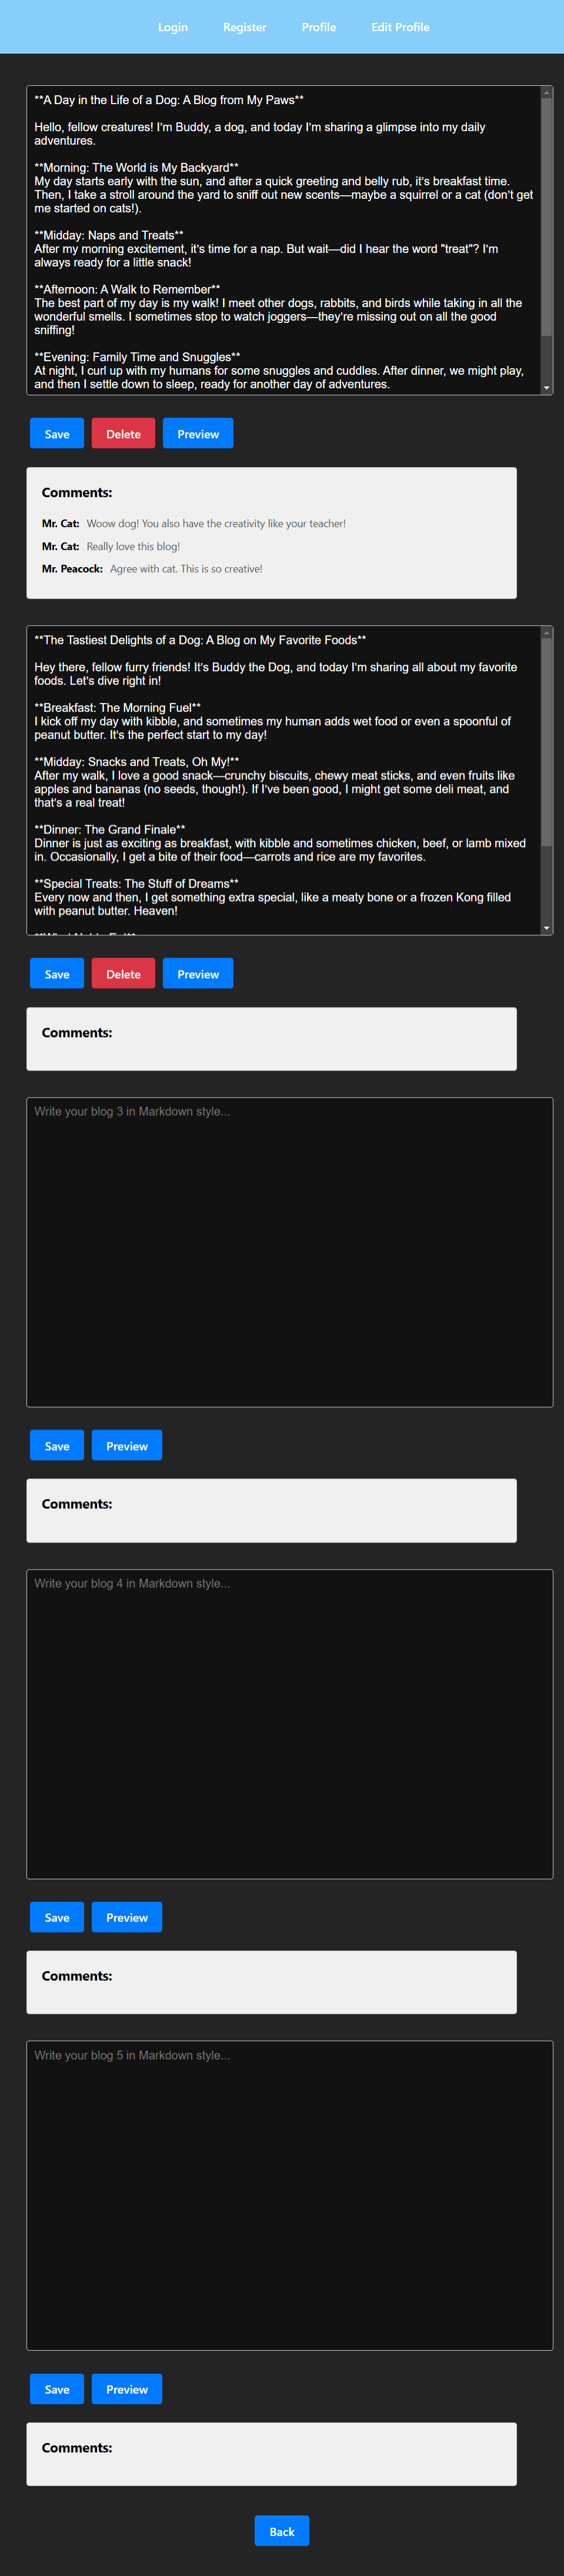 Login Register Profile Edit Profile
**A Day in the Life of a Dog: A Blog from My Paws**
Hello, fellow creatures! I'm Buddy, a dog, and today I'm sharing a glimpse into my daily
adventures.
**Morning: The World is My Backyard**
My day starts early with the sun, and after a quick greeting and belly rub, it's breakfast time.
Then, I take a stroll around the yard to sniff out new scents—maybe a squirrel or a cat (don't get
me started on cats!).
**Midday: Naps and Treats**
After my morning excitement, it's time for a nap. But wait—did I hear the word "treat"? I'm
always ready for a little snack!
**Afternoon: A Walk to Remember**
The best part of my day is my walk! I meet other dogs, rabbits, and birds while taking in all the
wonderful smells. I sometimes stop to watch joggers—they're missing out on all the good
sniffing!
**Evening: Family Time and Snuggles**
At night, I curl up with my humans for some snuggles and cuddles. After dinner, we might play,
and then I settle down to sleep, ready for another day of adventures.
Save Delete Preview
Comments:
Mr. Cat: Woow dog! You also have the creativity like your teacher!
Mr. Cat: Really love this blog!
Mr. Peacock: Agree with cat. This is so creative!
**The Tastiest Delights of a Dog: A Blog on My Favorite Foods**
Hey there, fellow furry friends! It's Buddy the Dog, and today I'm sharing all about my favorite
foods. Let's dive right in!
**Breakfast: The Morning Fuel**
I kick off my day with kibble, and sometimes my human adds wet food or even a spoonful of
peanut butter. It's the perfect start to my day!
**Midday: Snacks and Treats, Oh My!**
After my walk, I love a good snack—crunchy biscuits, chewy meat sticks, and even fruits like
apples and bananas (no seeds, though!). If I've been good, I might get some deli meat, and
that's a real treat!
**Dinner: The Grand Finale**
Dinner is just as exciting as breakfast, with kibble and sometimes chicken, beef, or lamb mixed
in. Occasionally, I get a bite of their food—carrots and rice are my favorites.
**Special Treats: The Stuff of Dreams**
Every now and then, I get something extra special, like a meaty bone or a frozen Kong filled
with peanut butter. Heaven!
Save Delete Preview
Comments:
Write your blog 3 in Markdown style...
Save Preview
Comments:
Write your blog 4 in Markdown style...
Save Preview
Comments:
Write your blog 5 in Markdown style...
Save Preview
Comments:
Back